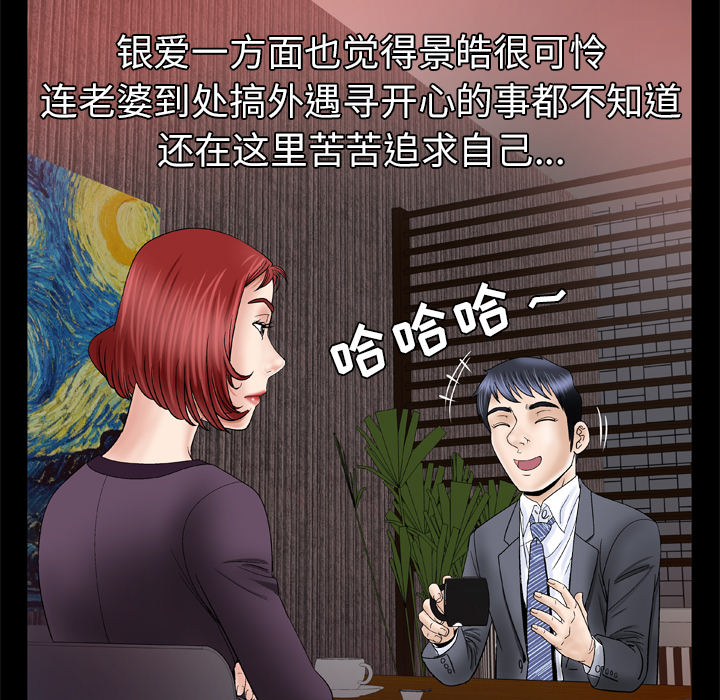 银爱一方面也觉得景皓很可怜
连老婆到处搞外遇寻开心的事都不知道
还在这里苦苦追求自己...
哈哈哈~